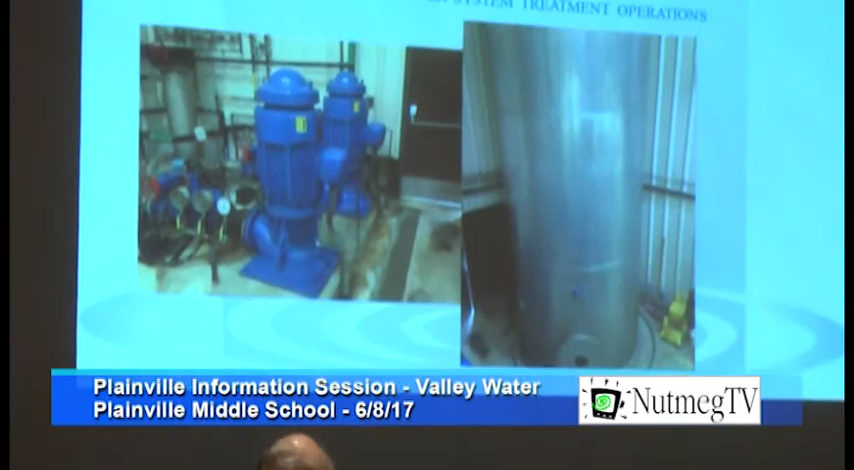 SYSTEM TREATMENT OPERATIONS
Plainville Information Session - Valley Water
Plainville Middle School - 6/8/17
NutmegTV